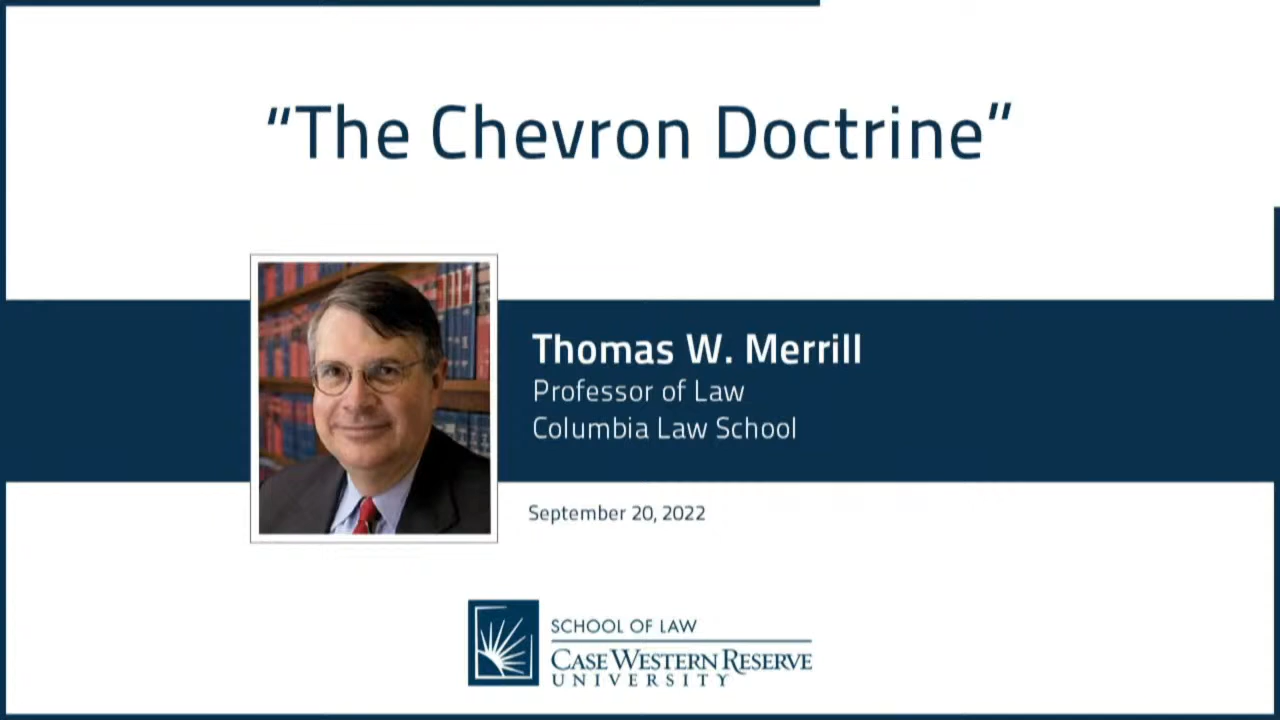 “The Chevron Doctrine”
Thomas W. Merrill
Professor of Law
Columbia Law School
September 20, 2022
SCHOOL OF LAW
CASE WESTERN RESERVE
UNIVERSITY